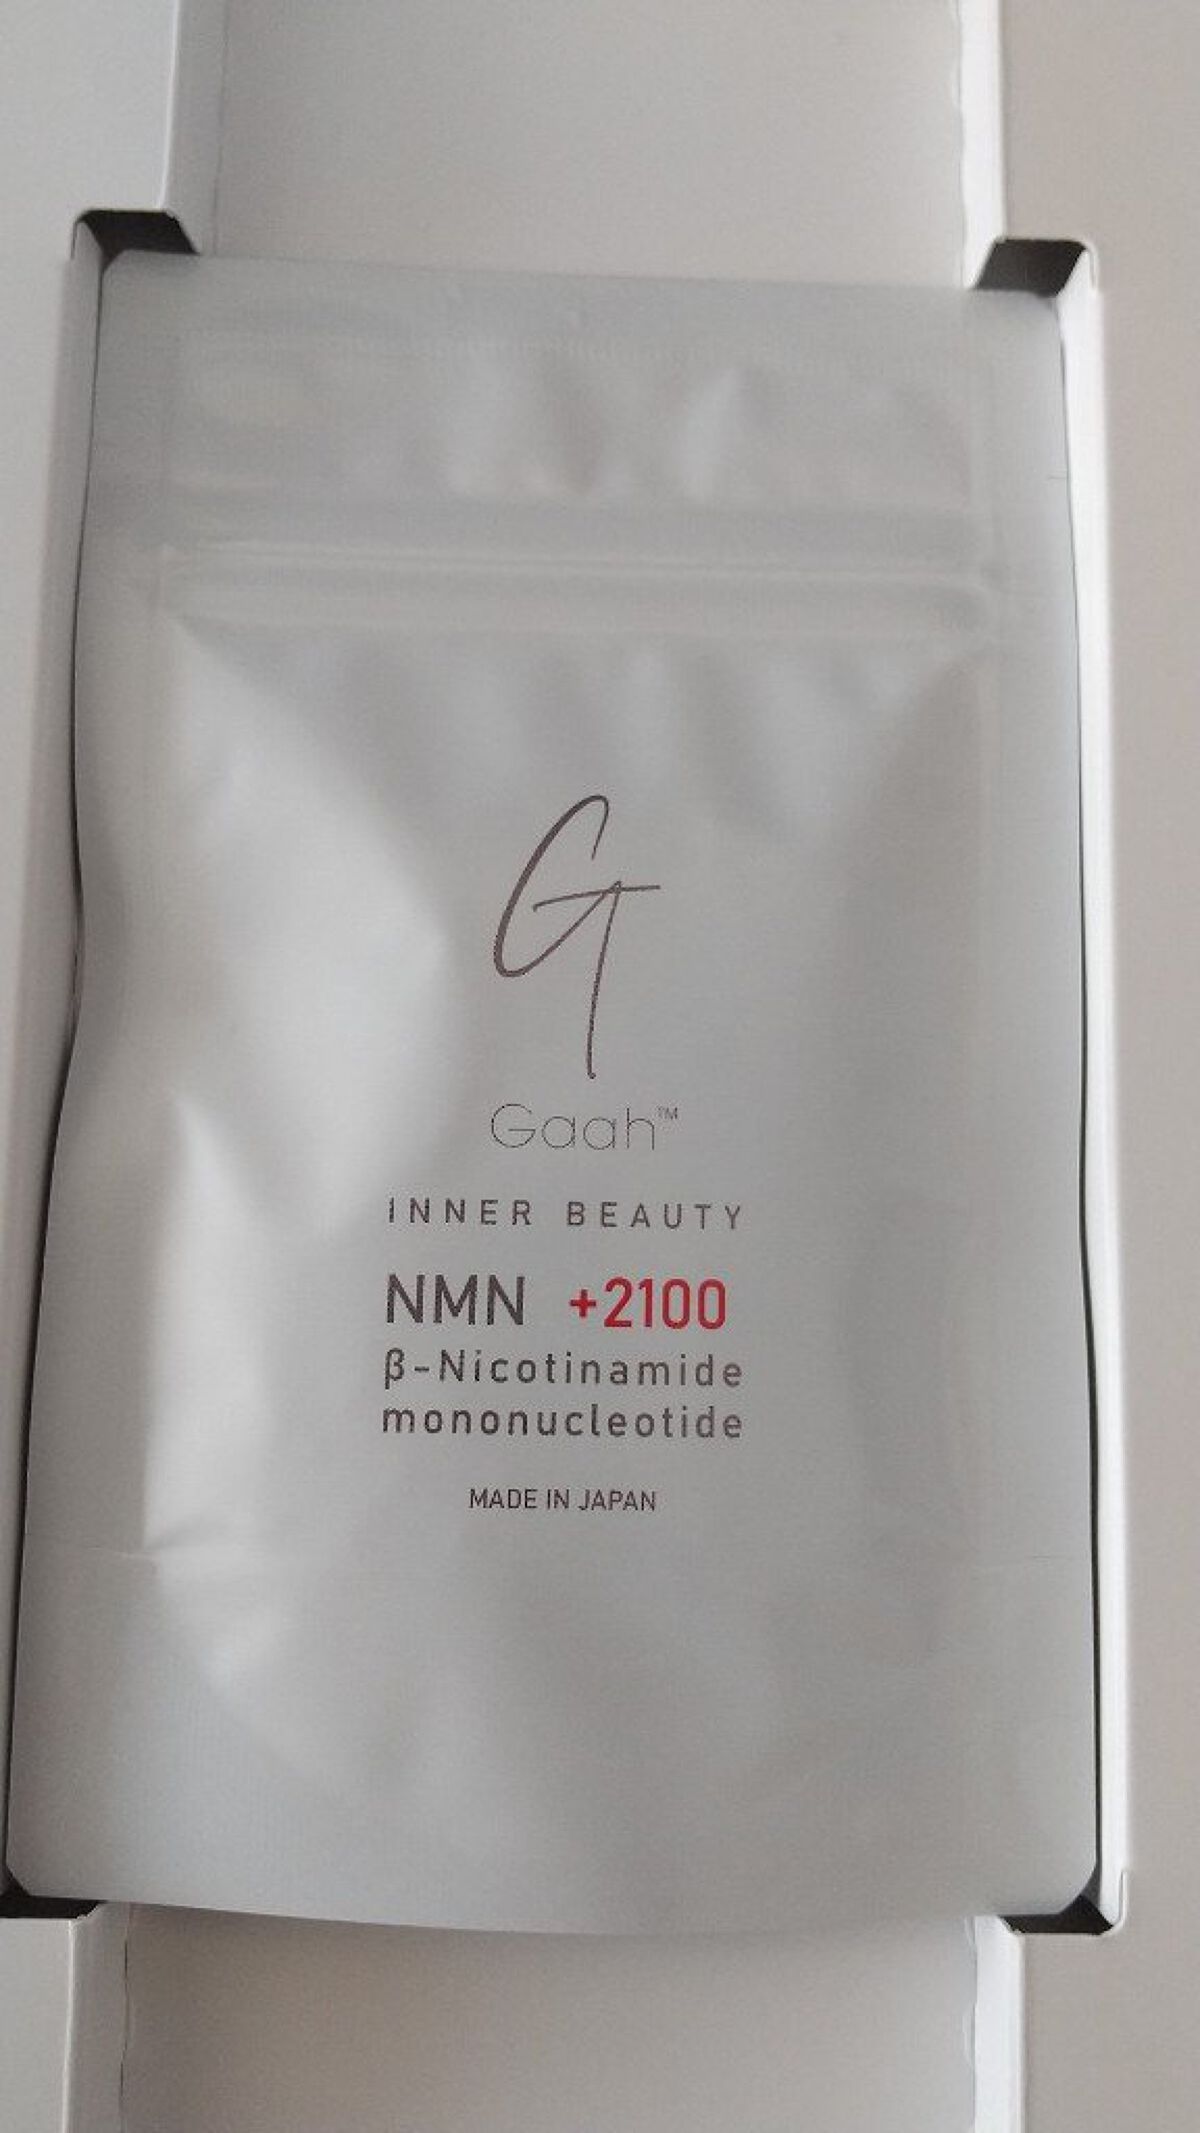 G
Gaah™
INNER BEAUTY
NMN +2100
β-Nicotinamide
mononucleotide
MADE IN JAPAN